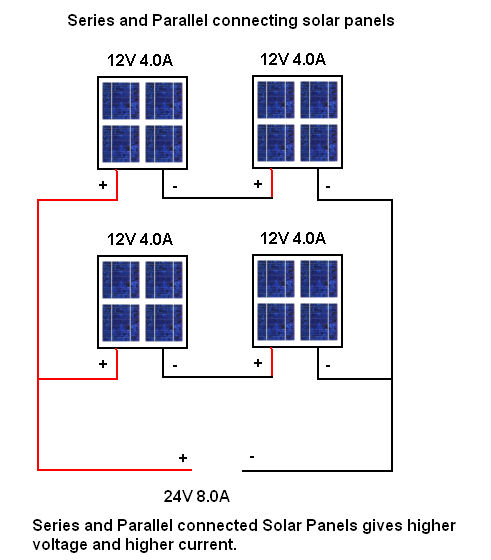 Series and Parallel connecting solar panels
12V 4.0A 12V 4.0A
+ - + -
12V 4.0A 12V 4.0A
+ - + -
+ -
24V 8.0A
Series and Parallel connected Solar Panels gives higher
voltage and higher current.